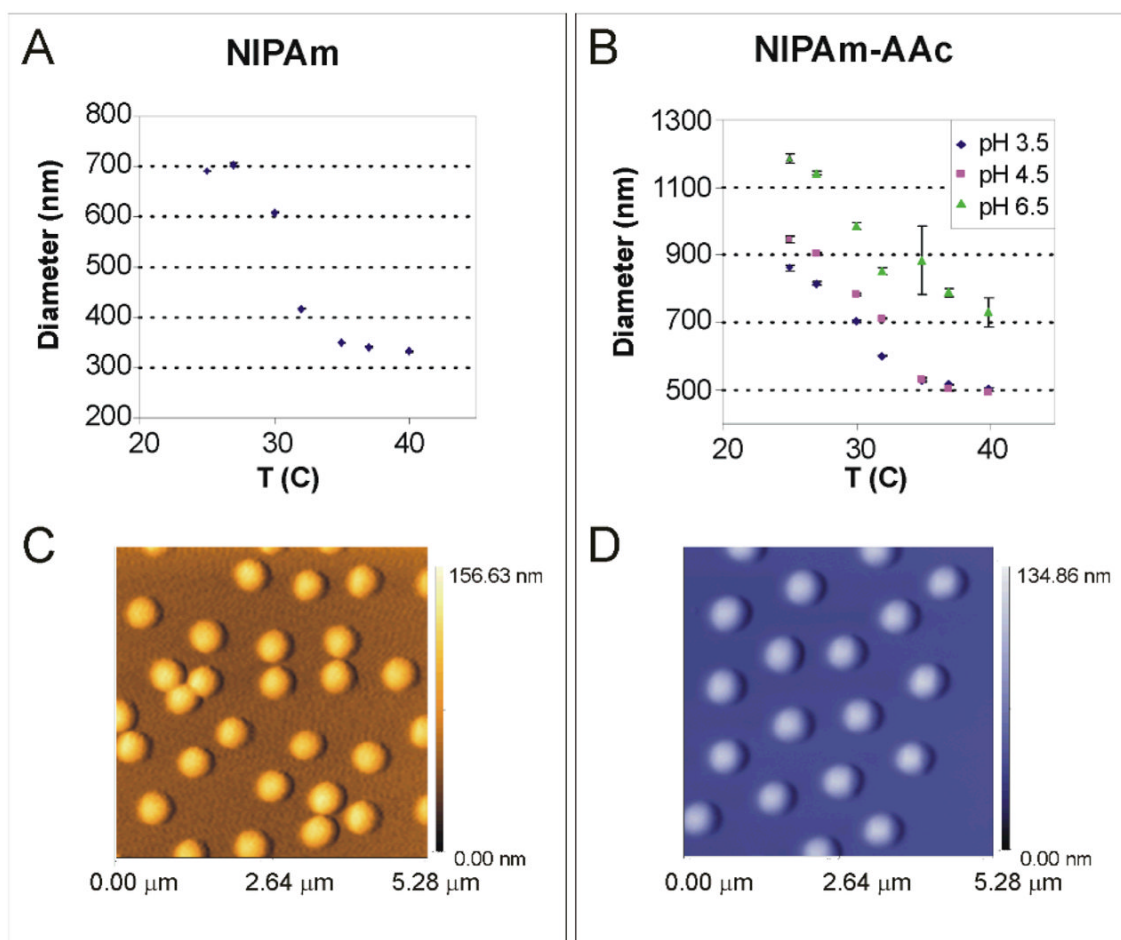 A
NIPAm
800
700
600
500
400
300
200
Diameter (nm)
20
30
40
T (C)
B
NIPAm-AAc
1300
1100
900
700
500
Diameter (nm)
pH 3.5
pH 4.5
pH 6.5
20
30
40
T (C)
C
156.63 nm
0.00 nm
0.00 μm
2.64 μm
5.28 μm
D
134.86 nm
0.00 nm
0.00 μm
2.64 μm
5.28 μm